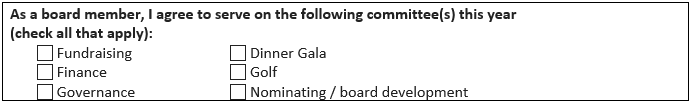 As a board member, I agree to serve on the following committee(s) this year
(check all that apply):
Fundraising Dinner Gala
Finance Golf
Governance Nominating / board development